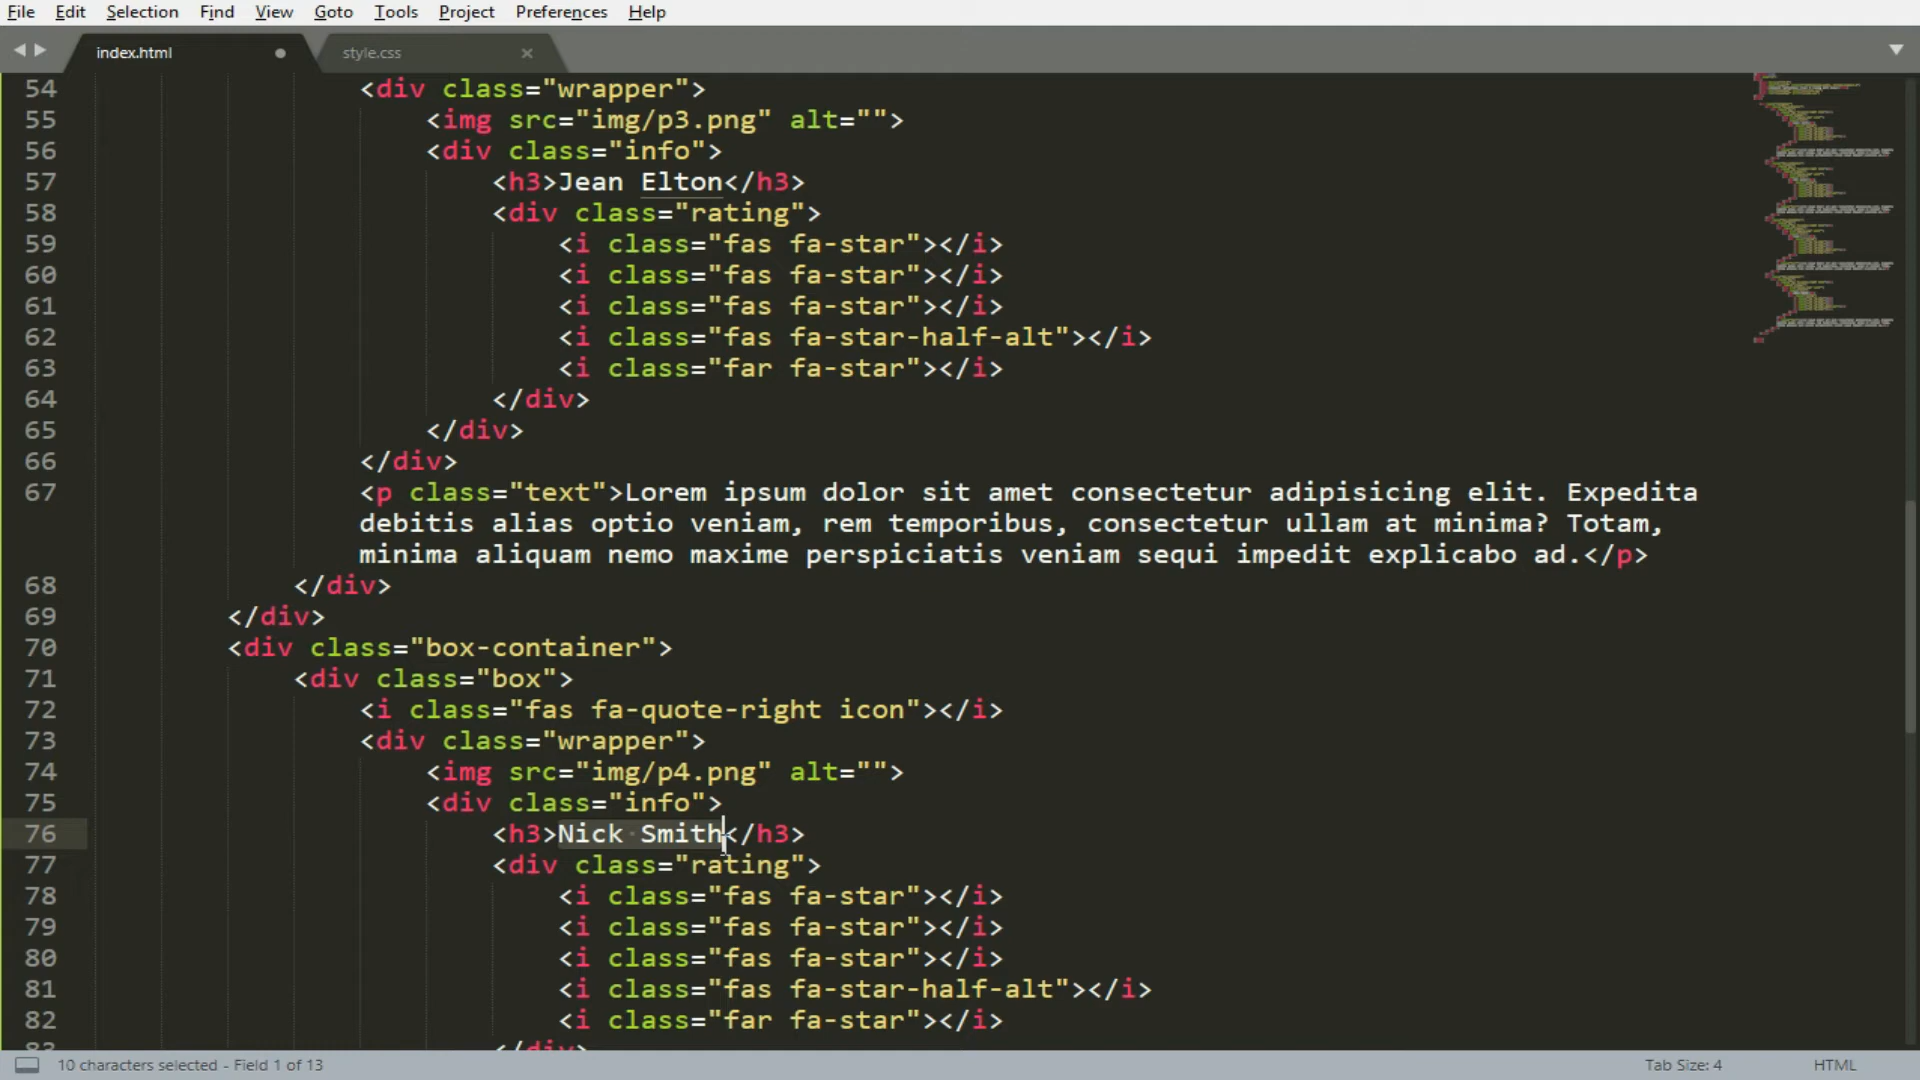 File Edit Selection Find View Goto Tools Project Preferences Help
index.html style.css
54 <div class="wrapper">
55 <img src="img/p3.png" alt="">
56 <div class="info">
57 <h3>Jean Elton</h3>
58 <div class="rating">
59 <i class="fas fa-star"></i>
60 <i class="fas fa-star"></i>
61 <i class="fas fa-star"></i>
62 <i class="fas fa-star-half-alt"></i>
63 <i class="far fa-star"></i>
64 </div>
65 </div>
66 </div>
67 <p class="text">Lorem ipsum dolor sit amet consectetur adipisicing elit. Expedita
debitis alias optio veniam, rem temporibus, consectetur ullam at minima? Totam,
minima aliquam nemo maxime perspiciatis veniam sequi impedit explicabo ad.</p>
68 </div>
69 </div>
70 <div class="box-container">
71 <div class="box">
72 <i class="fas fa-quote-right icon"></i>
73 <div class="wrapper">
74 <img src="img/p4.png" alt="">
75 <div class="info">
76 <h3>Nick Smith</h3>
77 <div class="rating">
78 <i class="fas fa-star"></i>
79 <i class="fas fa-star"></i>
80 <i class="fas fa-star"></i>
81 <i class="fas fa-star-half-alt"></i>
82 <i class="far fa-star"></i>
83 </div>
10 characters selected - Field 1 of 13 Tab Size: 4 HTML